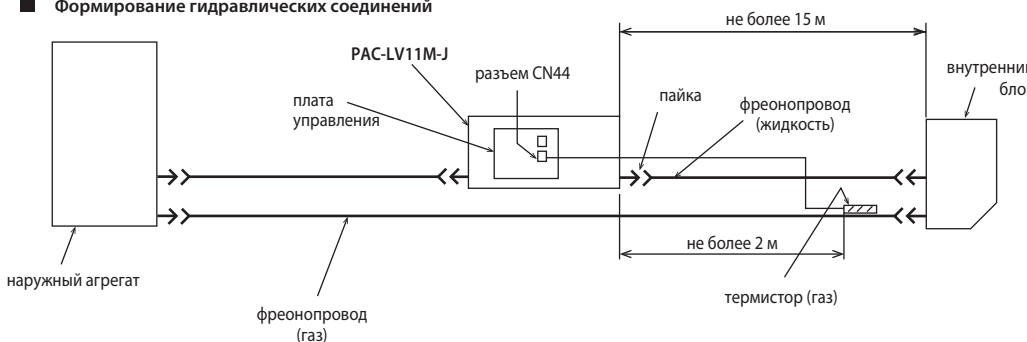 Формирование гидравлических соединений
не более 15 м
PAC-LV11M-J
разъем CN44
внутренний
блок
плата
управления
пайка
фреонопровод
(жидкость)
не более 2 м
наружный агрегат
термистор (газ)
фреонопровод
(газ)